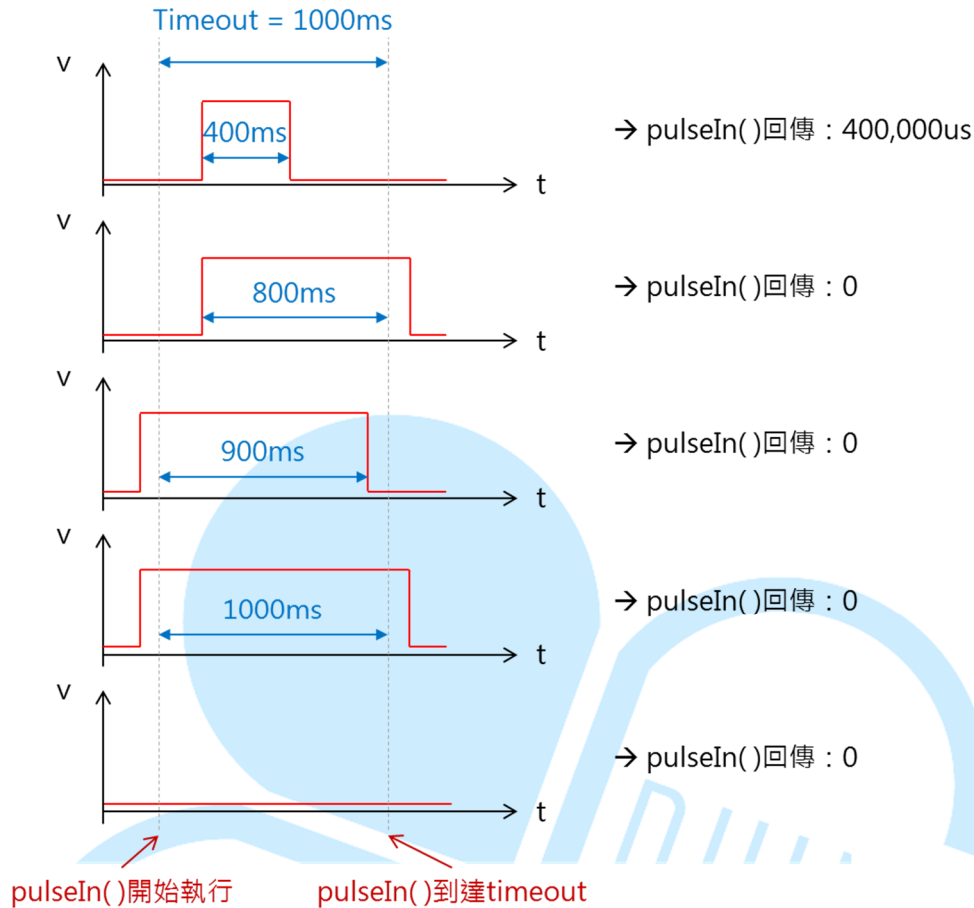 Timeout = 1000ms
v
400ms
t
→ pulseIn( )回傳：400,000us
v
800ms
t
→ pulseIn( )回傳：0
v
900ms
t
→ pulseIn( )回傳：0
v
1000ms
t
→ pulseIn( )回傳：0
v
t
→ pulseIn( )回傳：0
pulseIn( )開始執行
pulseIn( )到達timeout